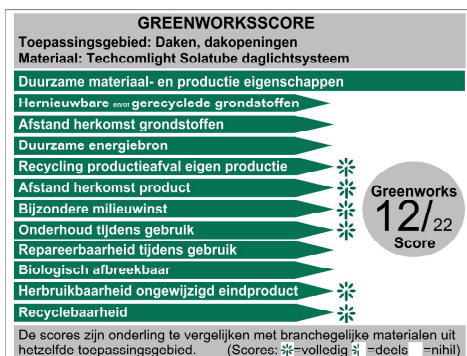 GREENWORKSSCORE
Toepassingsgebied: Daken, dakopeningen
Materiaal: Techcomlight Solatube daglichtsysteem
Duurzame materiaal- en productie eigenschappen
Hernieuwbare en/of gerecyclede grondstoffen
Afstand herkomst grondstoffen
Duurzame energiebron
Recycling productieafval eigen productie
Afstand herkomst product
Bijzondere milieuwinst
Onderhoud tijdens gebruik
Repareerbaarheid tijdens gebruik
Biologisch afbreekbaar
Herbruikbaarheid ongewijzigd eindproduct
Recyclebaarheid
Greenworks
12/22
Score
De scores zijn onderling te vergelijken met branchegelijke materialen uit
hetzelfde toepassingsgebied. (Scores: =volledig =deels =nihil)